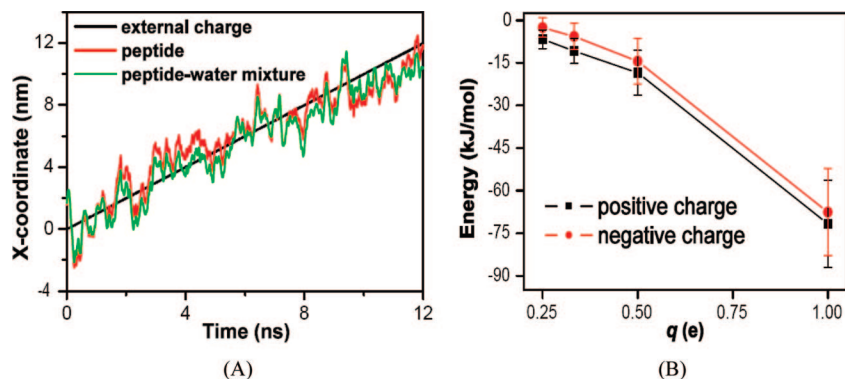 external charge
peptide
peptide-water mixture
12
8
4
0
-4
X-coordinate (nm)
0
4
8
12
Time (ns)
(A)
0
-15
-30
-45
-60
-75
-90
Energy (kJ/mol)
positive charge
negative charge
0.25
0.50
0.75
1.00
q (e)
(B)